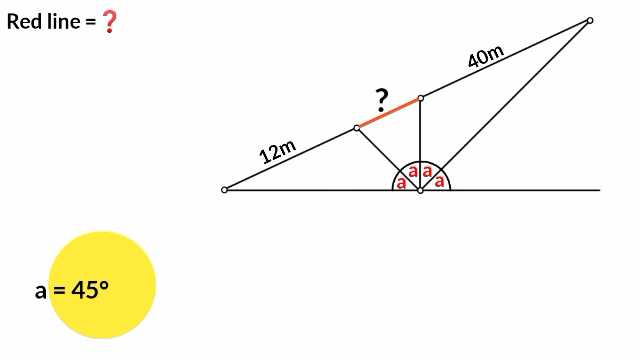 Red line = ❓
40m
?
12m
a a a a
a = 45°